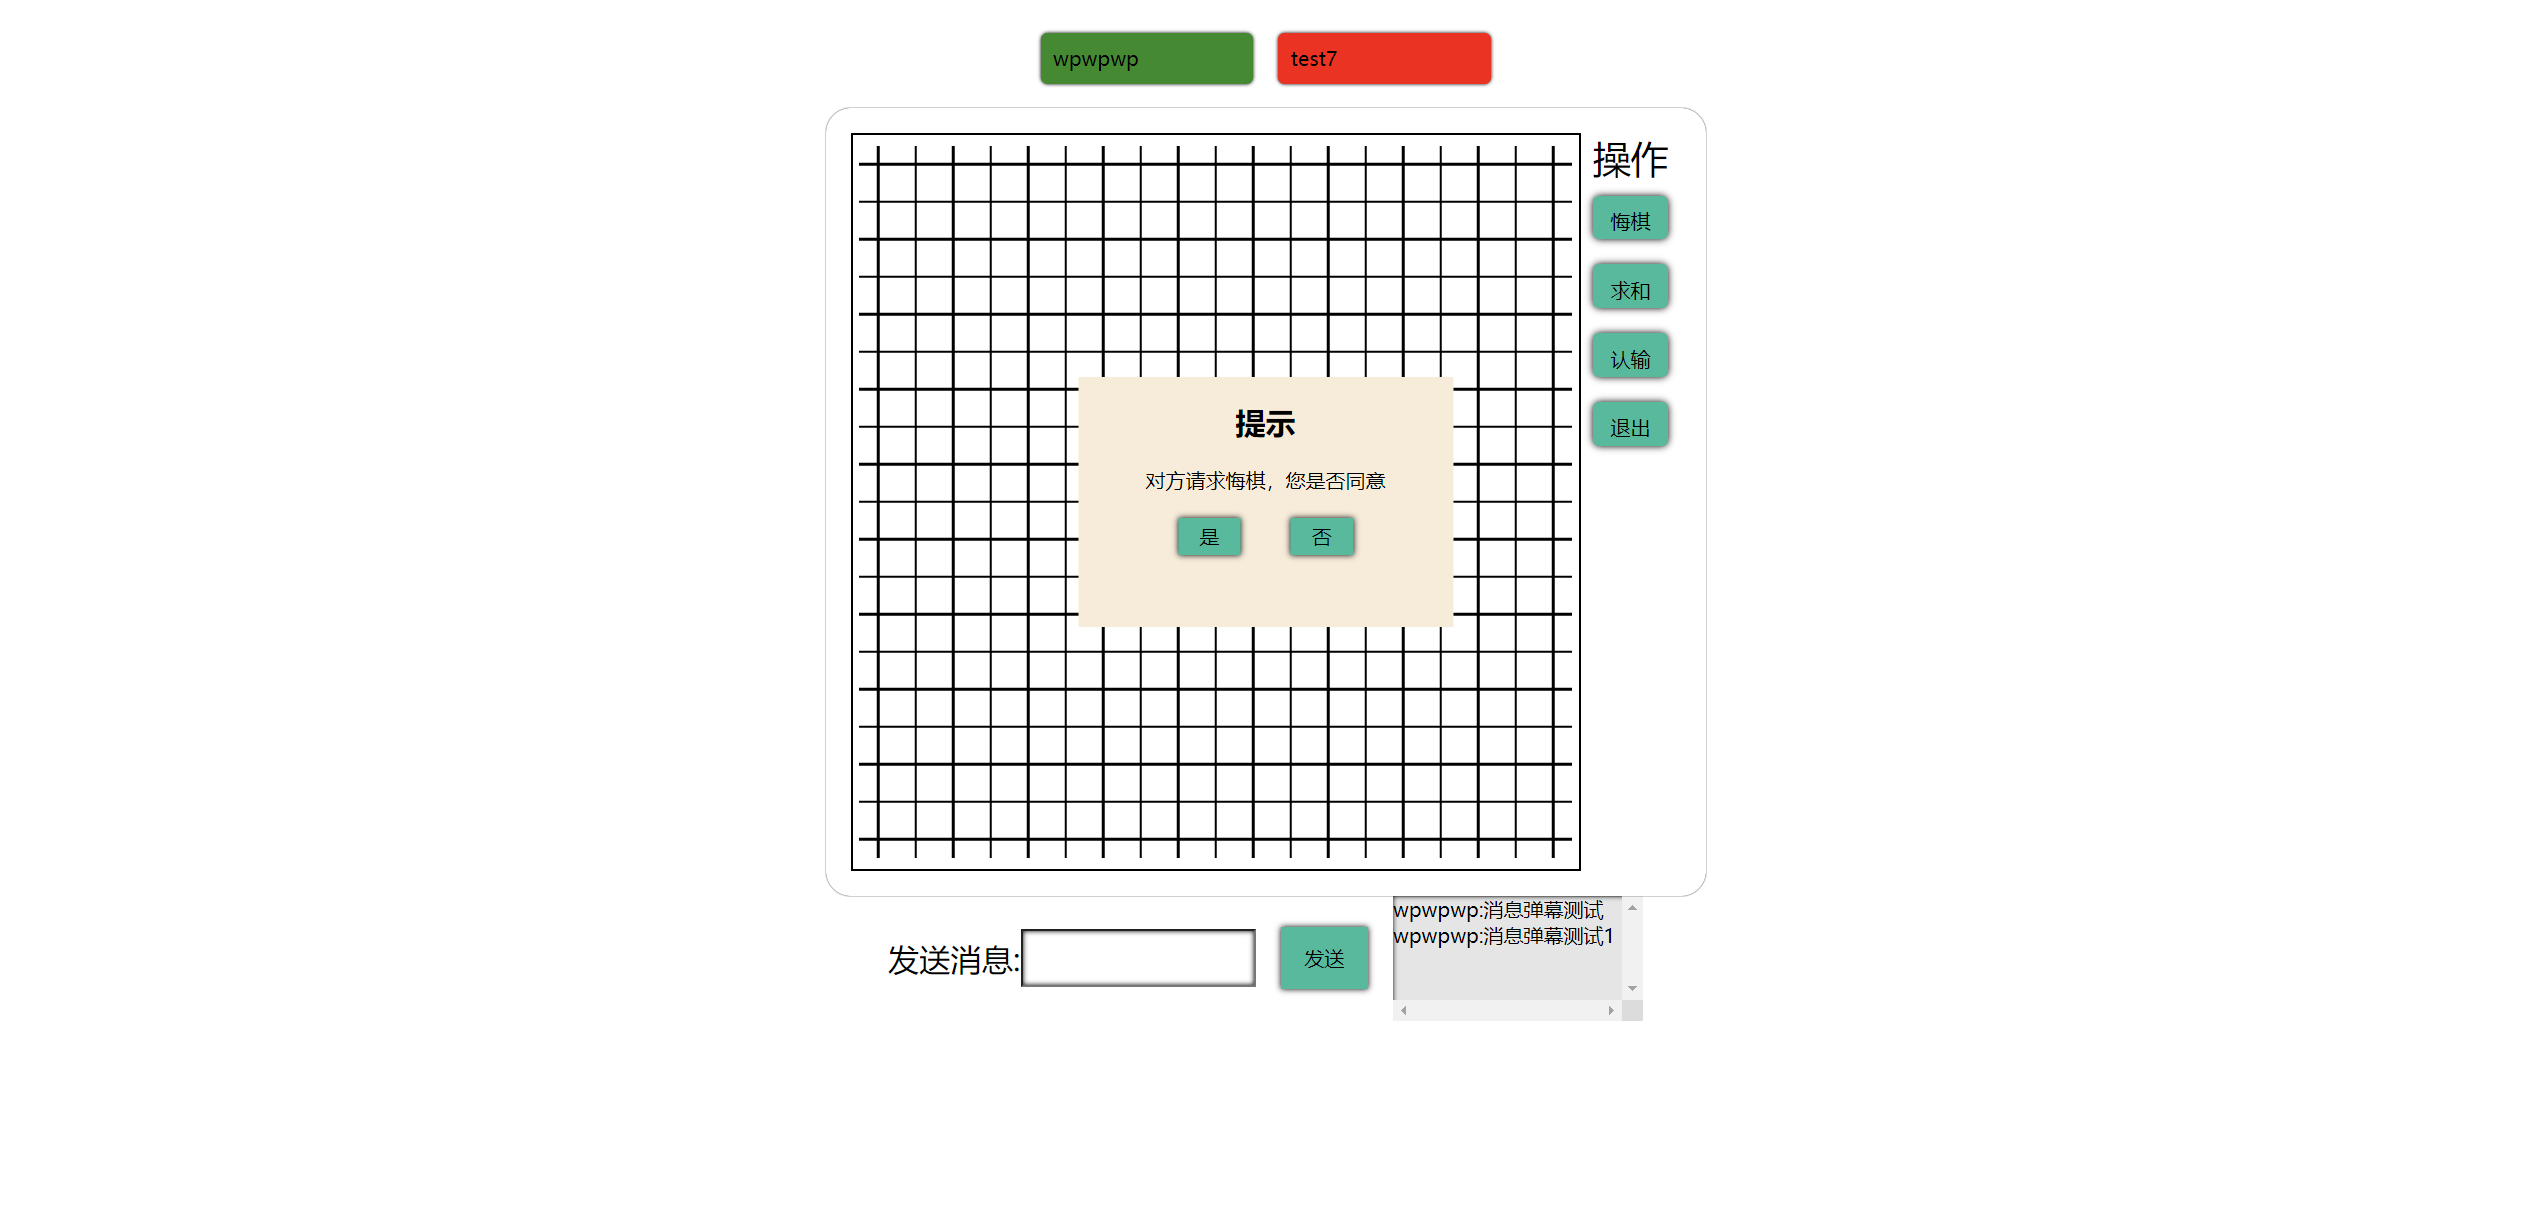 wpwpwp
test7
操作
悔棋
求和
认输
退出
提示
对方请求悔棋，您是否同意
是
否
发送消息:
发送
wpwpwp:消息弹幕测试
wpwpwp:消息弹幕测试1